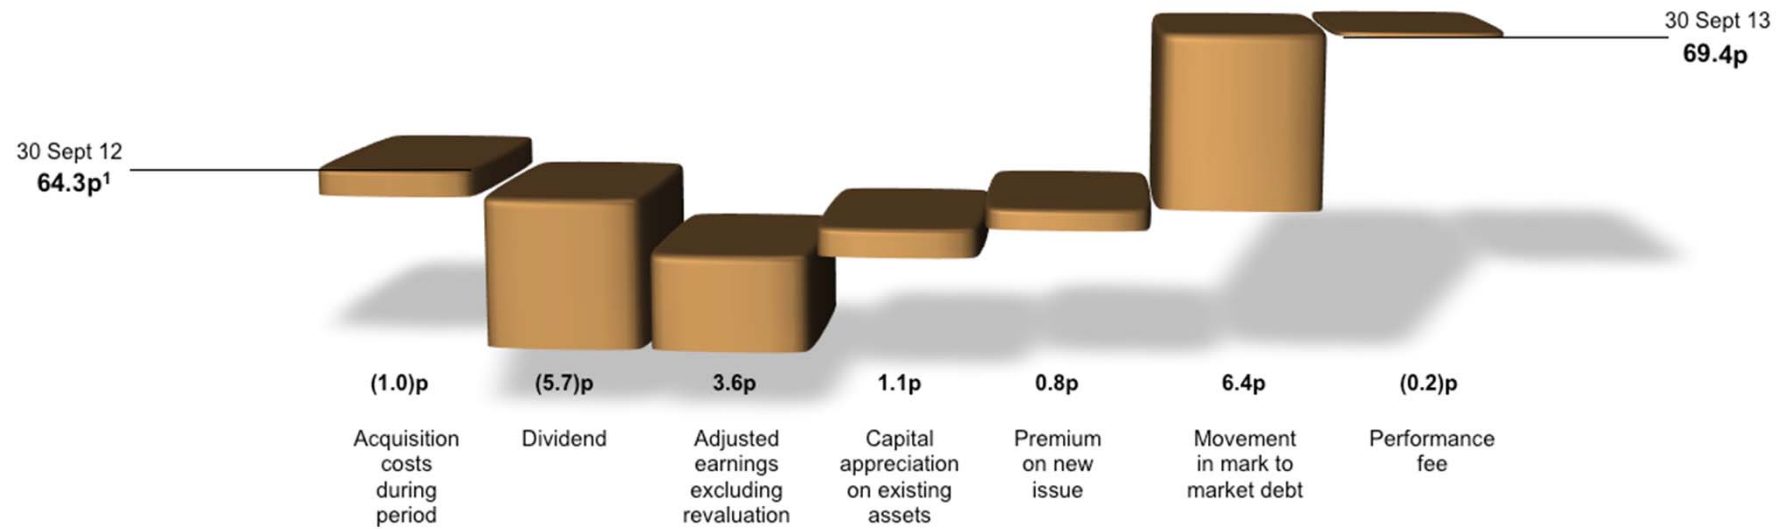 30 Sept 12
64.3p¹
30 Sept 13
69.4p
(1.0)p
(5.7)p
3.6p
1.1p
0.8p
6.4p
(0.2)p
Acquisition
costs
during
period
Dividend
Adjusted
earnings
excluding
revaluation
Capital
appreciation
on existing
assets
Premium
on new
issue
Movement
in mark to
market debt
Performance
fee